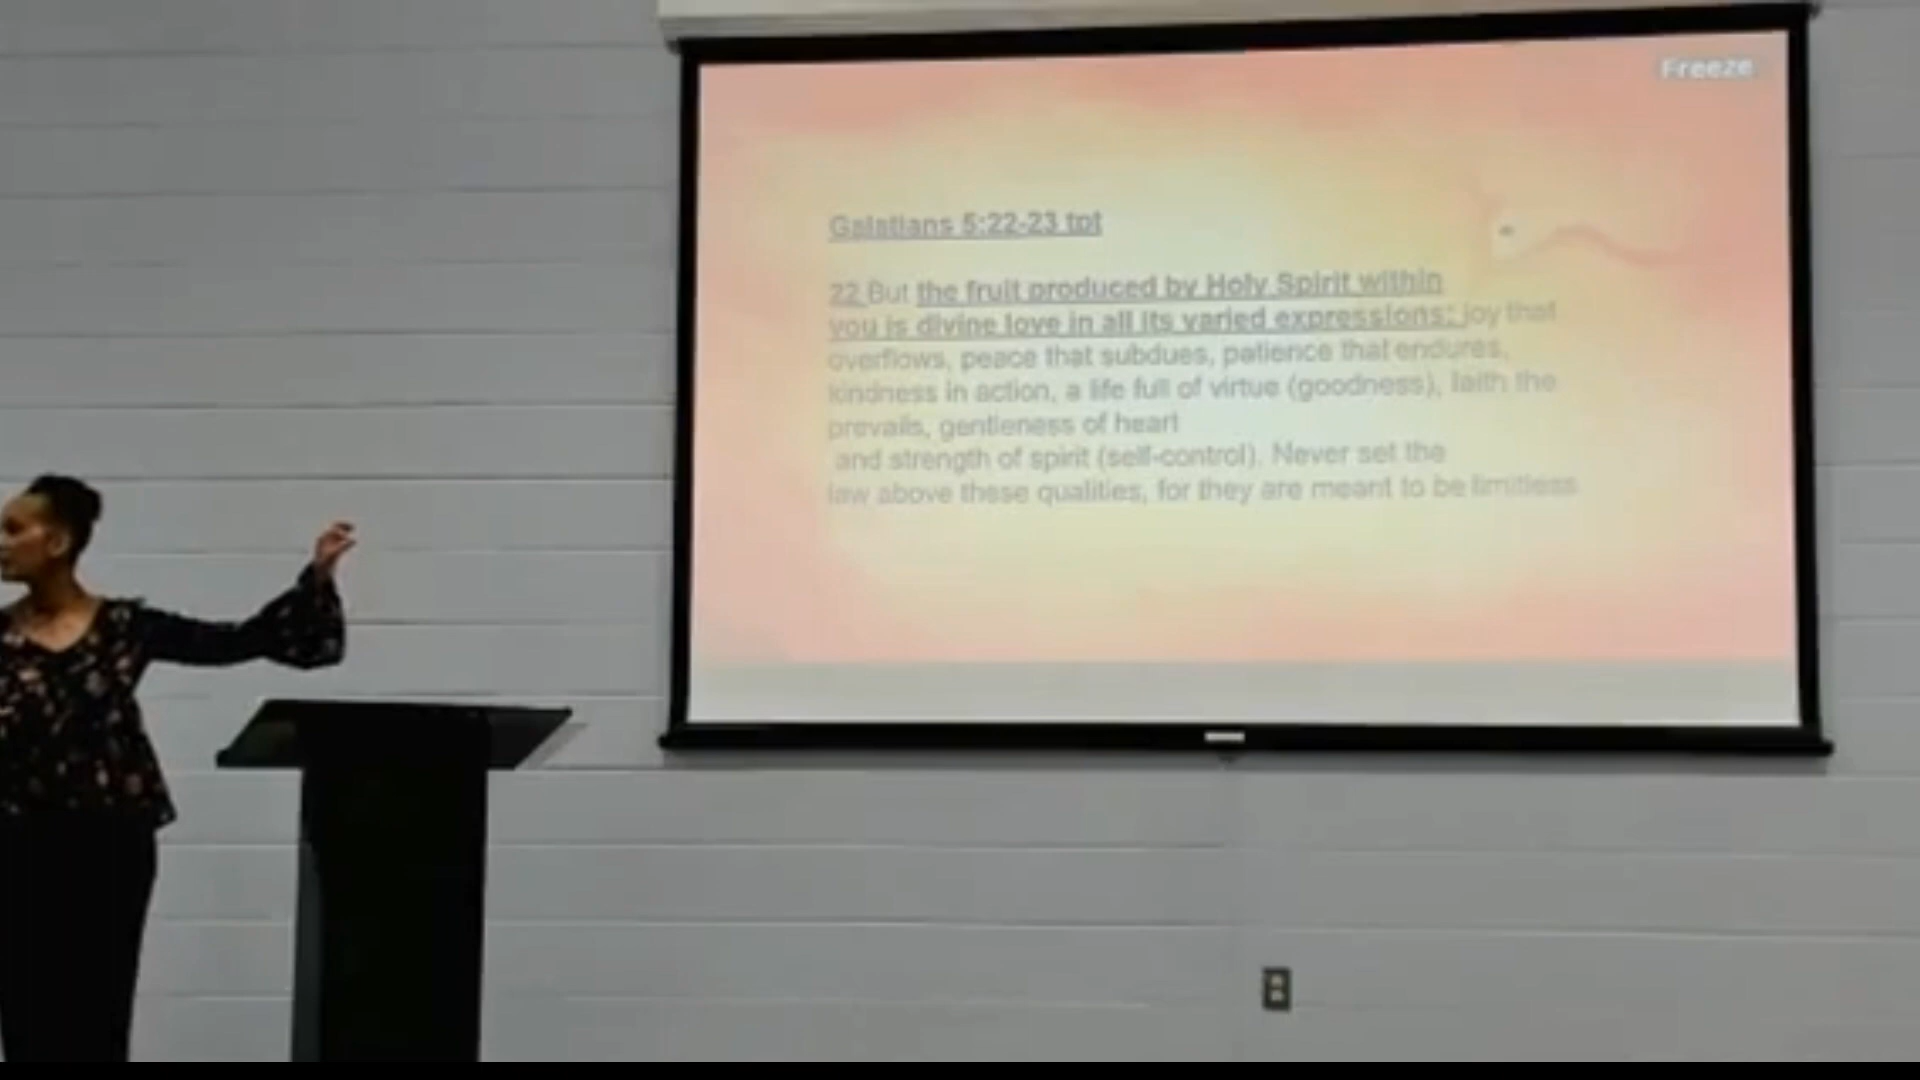 Freeze
Galatians 5:22-23 tpt
22 But the fruit produced by Holy Spirit within
you is divine love in all its varied expressions: joy that
overflows, peace that subdues, patience that endures,
kindness in action, a life full of virtue (goodness), faith the
prevails, gentleness of heart
and strength of spirit (self-control). Never set the
law above these qualities, for they are meant to be limitless